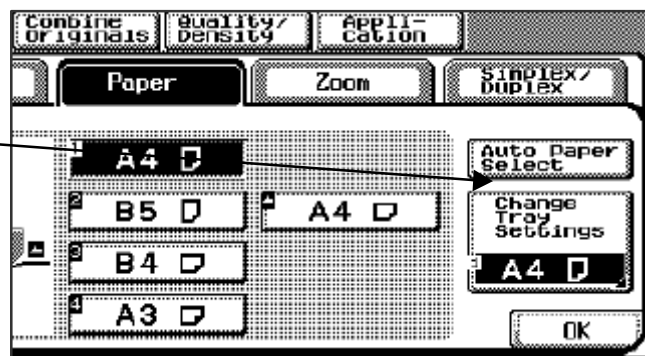 Combine
Originals
Quality/
Density
Appli-
cation
Paper
Zoom
Simplex/
Duplex
1 A4
2 B5
A4
3 B4
4 A3
Auto Paper
Select
Change
Tray
Settings
1 A4
OK